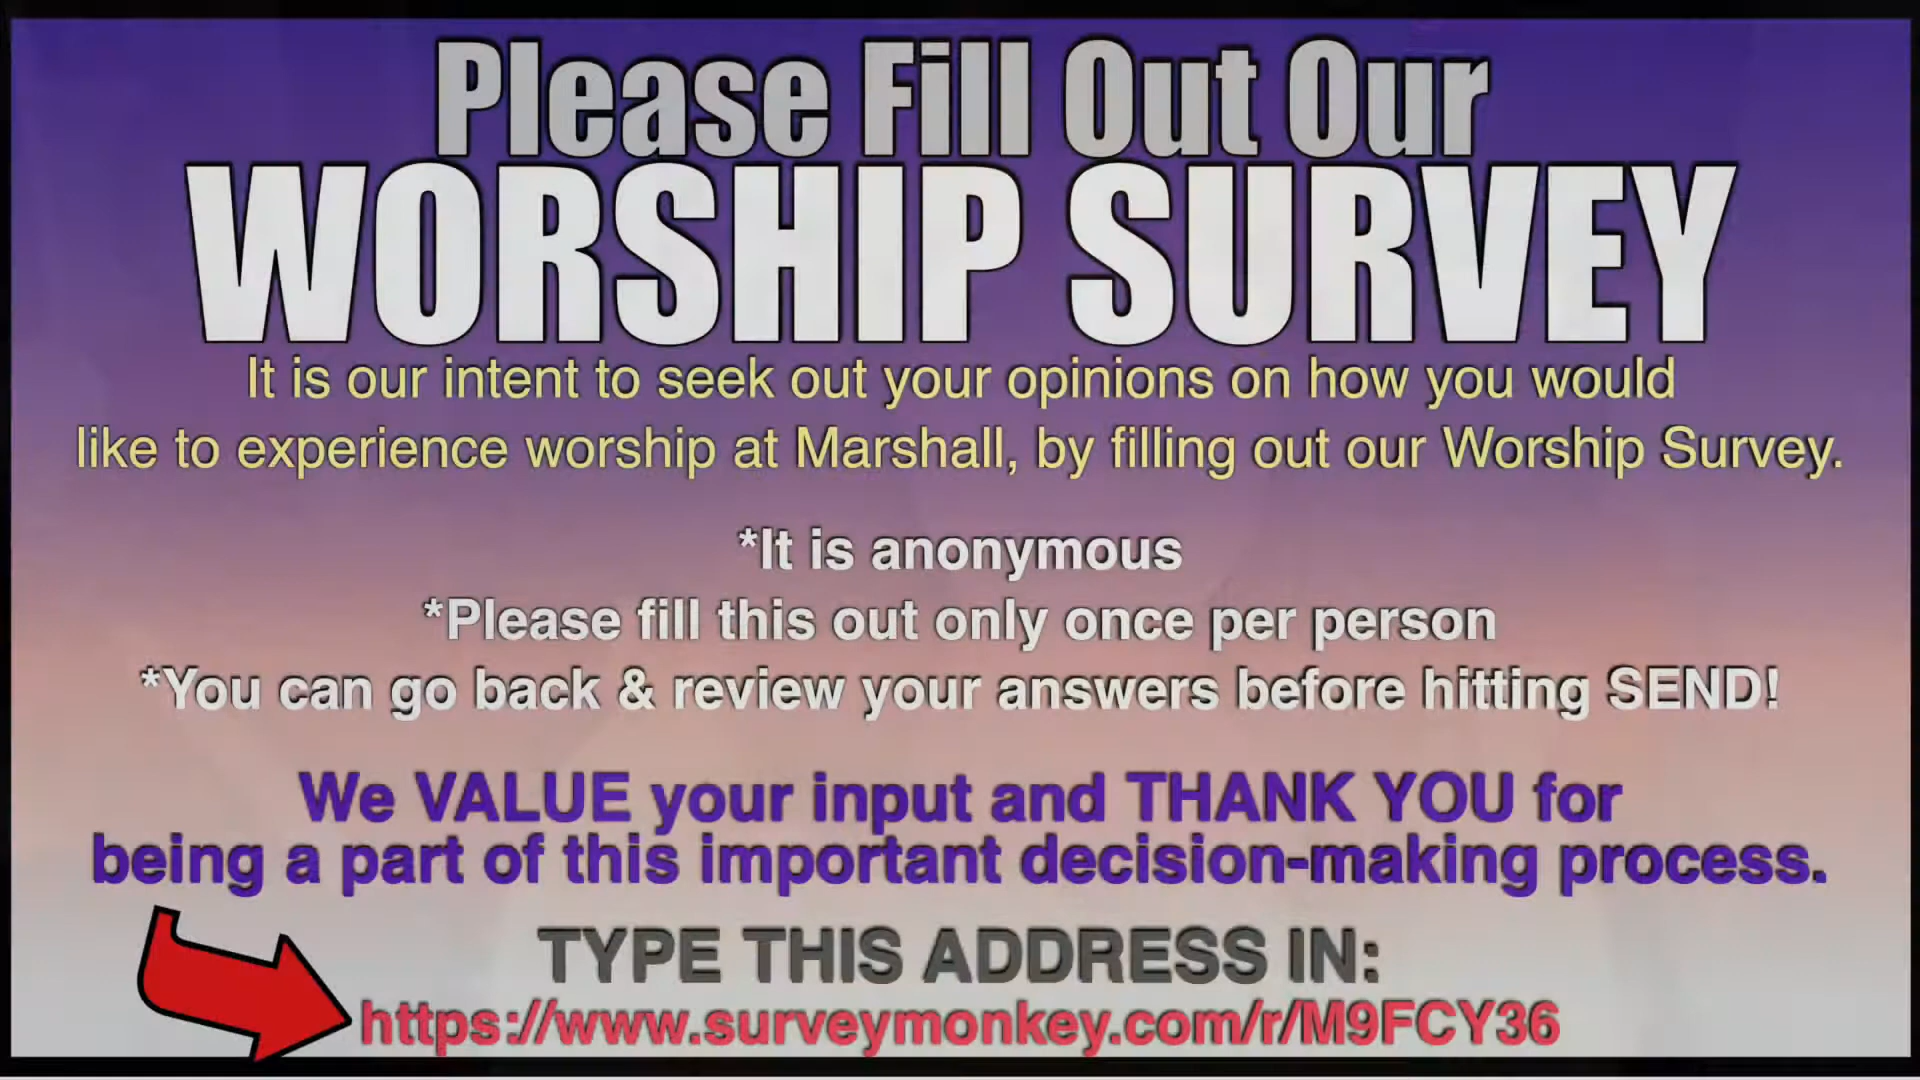 Please Fill Out Our
WORSHIP SURVEY
It is our intent to seek out your opinions on how you would
like to experience worship at Marshall, by filling out our Worship Survey.
*It is anonymous
*Please fill this out only once per person
*You can go back & review your answers before hitting SEND!
We VALUE your input and THANK YOU for
being a part of this important decision-making process.
TYPE THIS ADDRESS IN:
https://www.surveymonkey.com/r/M9FCY36